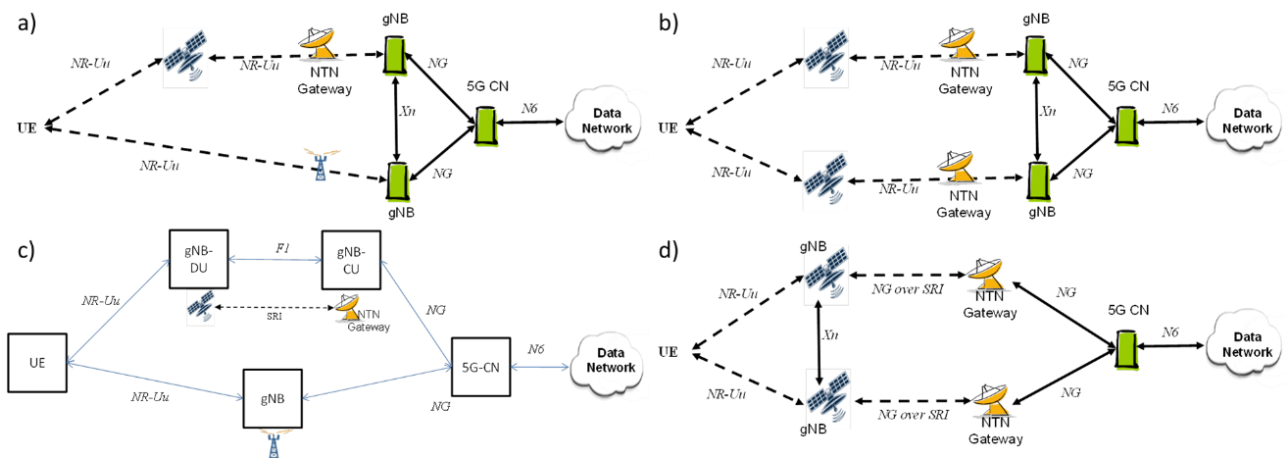 a)
gNB
NR-Uu
NR-Uu
NTN
Gateway
NG
5G CN
N6
Data
Network
Xn
UE
NR-Uu
NG
gNB
b)
gNB
NR-Uu
NR-Uu
NTN
Gateway
NG
5G CN
N6
Data
Network
Xn
UE
NR-Uu
NR-Uu
NTN
Gateway
NG
gNB
c)
gNB-
DU
F1
gNB-
CU
NR-Uu
SRI
NTN
Gateway
NG
UE
5G-CN
N6
Data
Network
NR-Uu
gNB
NG
d)
gNB
NR-Uu
NG over SRI
NTN
Gateway
NG
5G CN
N6
Data
Network
Xn
UE
NR-Uu
NG over SRI
NG
gNB
NTN
Gateway